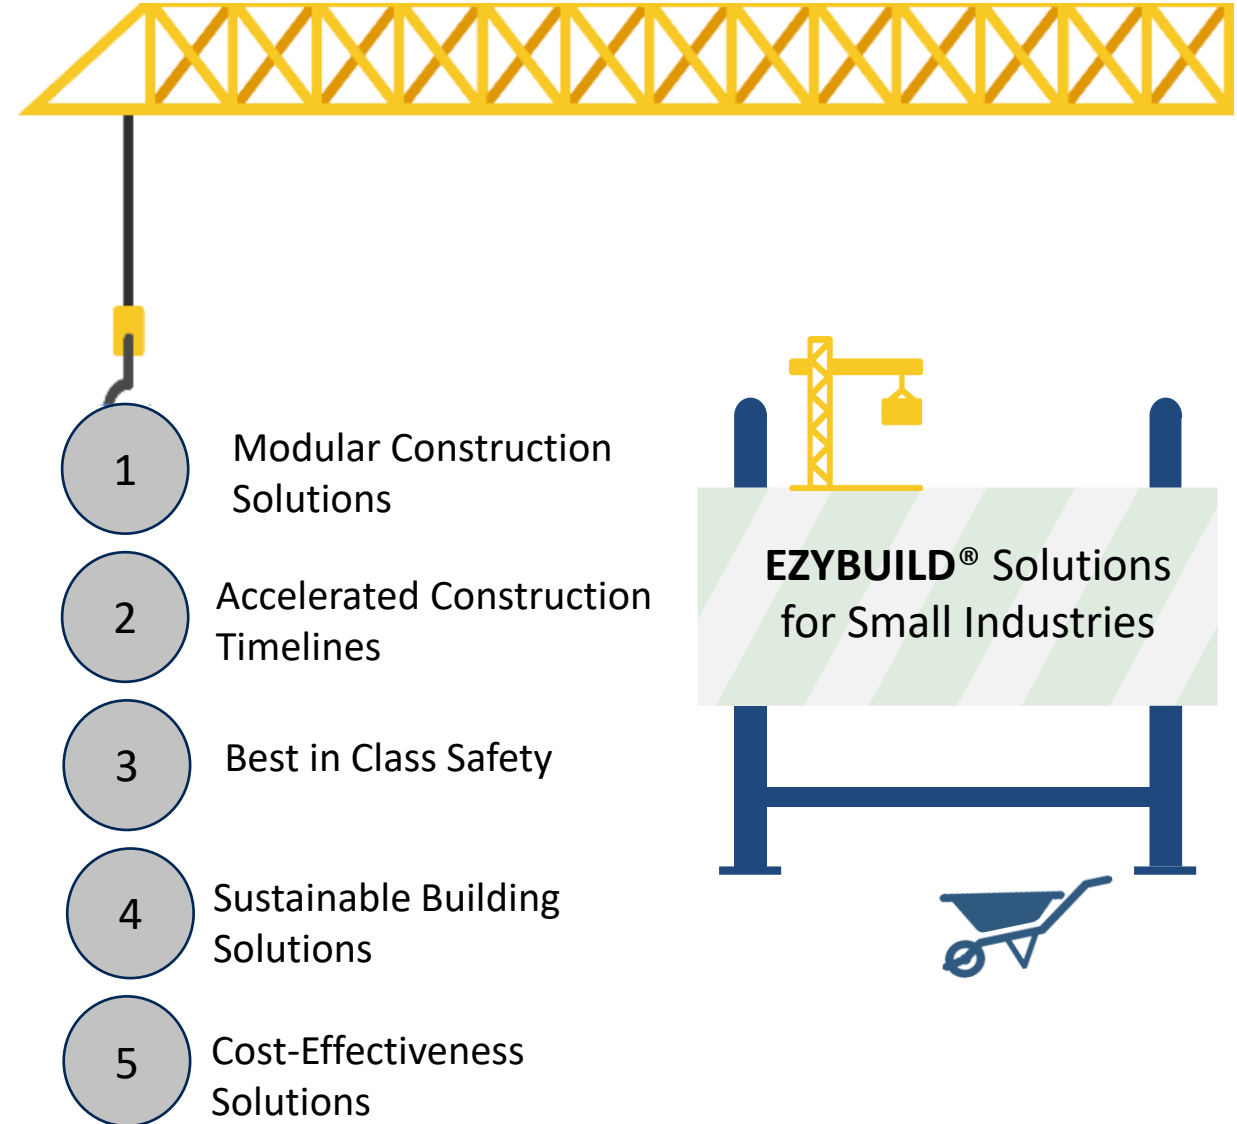 1
Modular Construction
Solutions
2
Accelerated Construction
Timelines
3
Best in Class Safety
4
Sustainable Building
Solutions
5
Cost-Effectiveness
Solutions
EZYBUILD® Solutions
for Small Industries